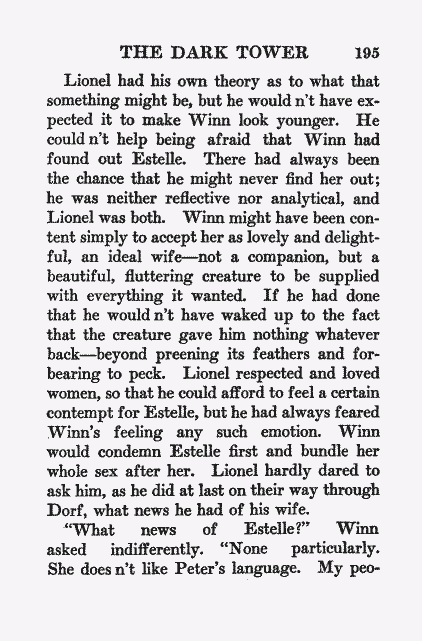 THE DARK TOWER 195
Lionel had his own theory as to what that
something might be, but he would n't have ex-
pected it to make Winn look younger. He
could n't help being afraid that Winn had
found out Estelle. There had always been
the chance that he might never find her out;
he was neither reflective nor analytical, and
Lionel was both. Winn might have been con-
tent simply to accept her as lovely and delight-
ful, an ideal wife—not a companion, but a
beautiful, fluttering creature to be supplied
with everything it wanted. If he had done
that he would n't have waked up to the fact
that the creature gave him nothing whatever
back—beyond preening its feathers and for-
bearing to peck. Lionel respected and loved
women, so that he could afford to feel a certain
contempt for Estelle, but he had always feared
Winn's feeling any such emotion. Winn
would condemn Estelle first and bundle her
whole sex after her. Lionel hardly dared to
ask him, as he did at last on their way through
Dorf, what news he had of his wife.
"What news of Estelle?" Winn
asked indifferently. "None particularly.
She does n't like Peter's language. My peo-